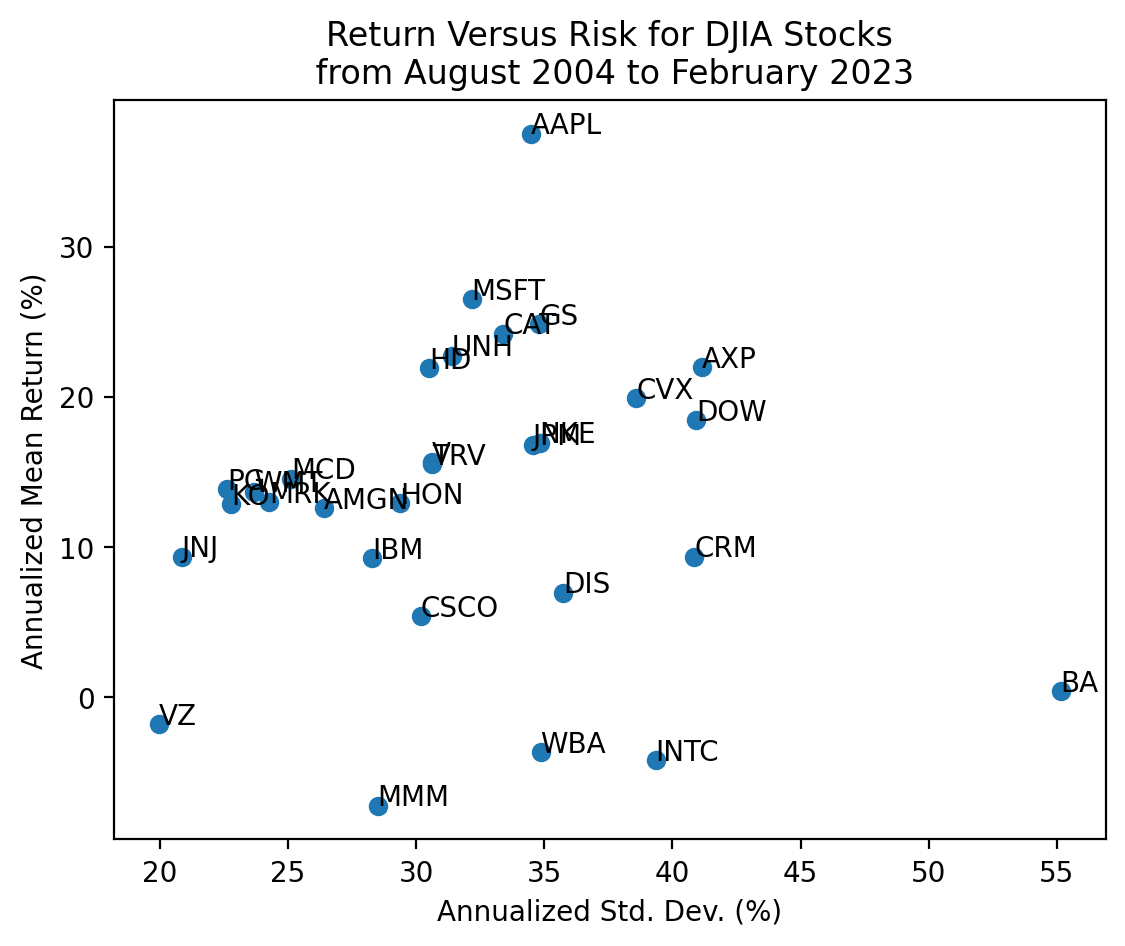 Return Versus Risk for DJIA Stocks
from August 2004 to February 2023
AAPL
30
MSFT
GS
CAT
UNH
HD
AXP
CVX
20
DOW
NKE
JPM
V
TRV
MCD
PG
WMT
KO
MRK
AMGN
HON
10
JNJ
IBM
CRM
DIS
CSCO
0
BA
VZ
WBA
INTC
MMM
20 25 30 35 40 45 50 55
Annualized Mean Return (%)
Annualized Std. Dev. (%)